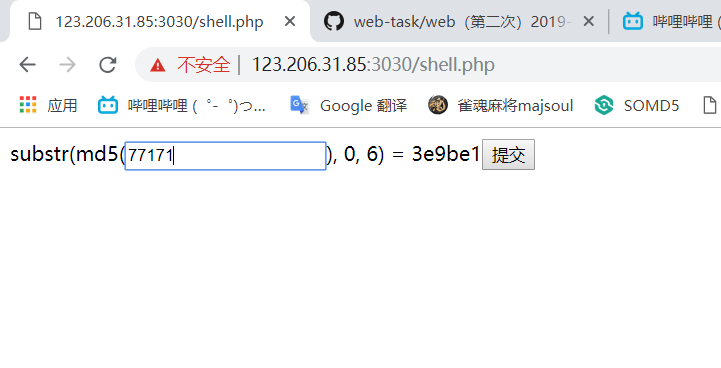 123.206.31.85:3030/shell.php
web-task/web（第二次）2019-
哔哩哔哩 (
不安全 | 123.206.31.85:3030/shell.php
应用 哔哩哔哩 ( ゜- ゜)つ... Google 翻译 雀魂麻将majsoul SOMD5
substr(md5(77171), 0, 6) = 3e9be1 提交